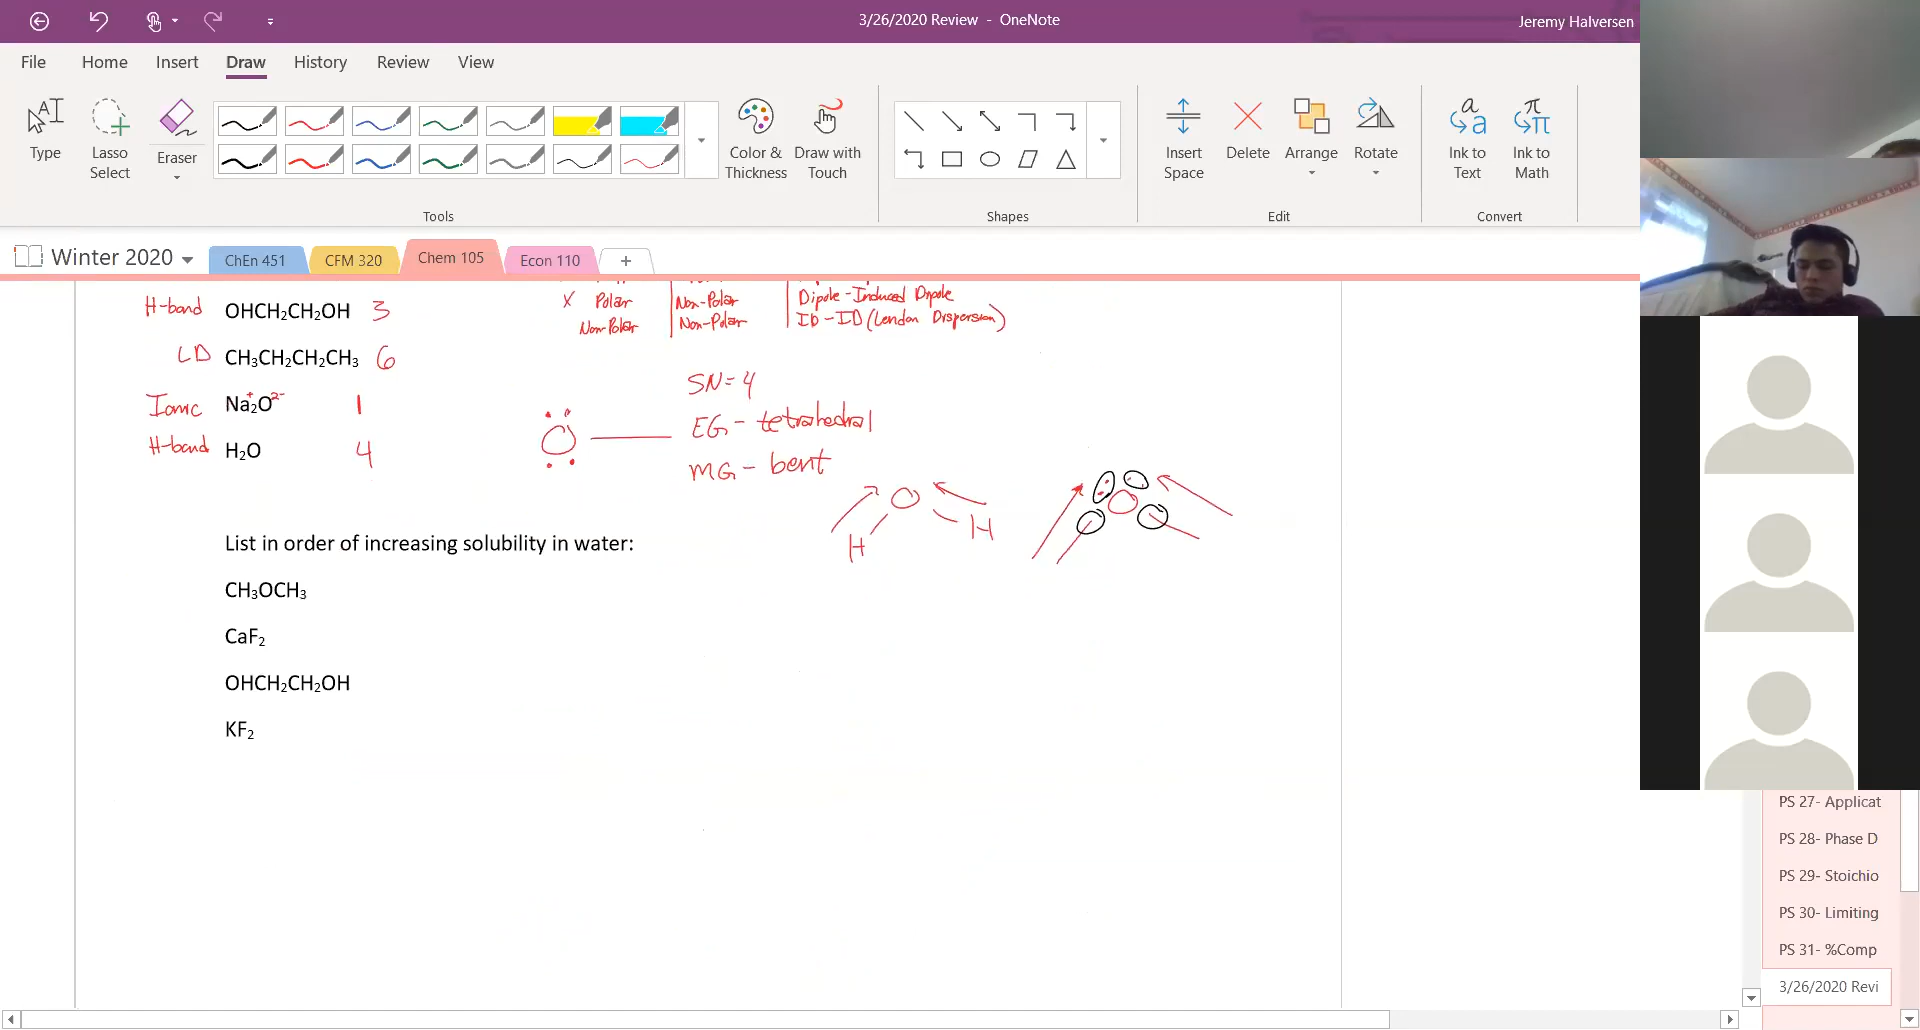 3/26/2020 Review - OneNote
Jeremy Halversen
File Home Insert Draw History Review View
Type
Lasso Select
Eraser
Color & Thickness
Draw with Touch
Insert Space
Delete
Arrange
Rotate
Ink to Text
Ink to Math
Tools
Shapes
Edit
Convert
Winter 2020
ChEn 451
CFM 320
Chem 105
Econ 110
H-bond OHCH₂CH₂OH 3
X Polar Non-Polar Dipole-Induced Dipole
Non-Polar Non-Polar ID-ID (London Dispersion)
LD CH₃CH₂CH₂CH₃ 6
Ionic Na₂⁺O²⁻ 1
H-bond H₂O 4
O
SN=4
EG - tetrahedral
MG - bent
O
H H
List in order of increasing solubility in water:
CH₃OCH₃
CaF₂
OHCH₂CH₂OH
KF₂
PS 27- Applicat
PS 28- Phase D
PS 29- Stoichio
PS 30- Limiting
PS 31- %Comp
3/26/2020 Revi